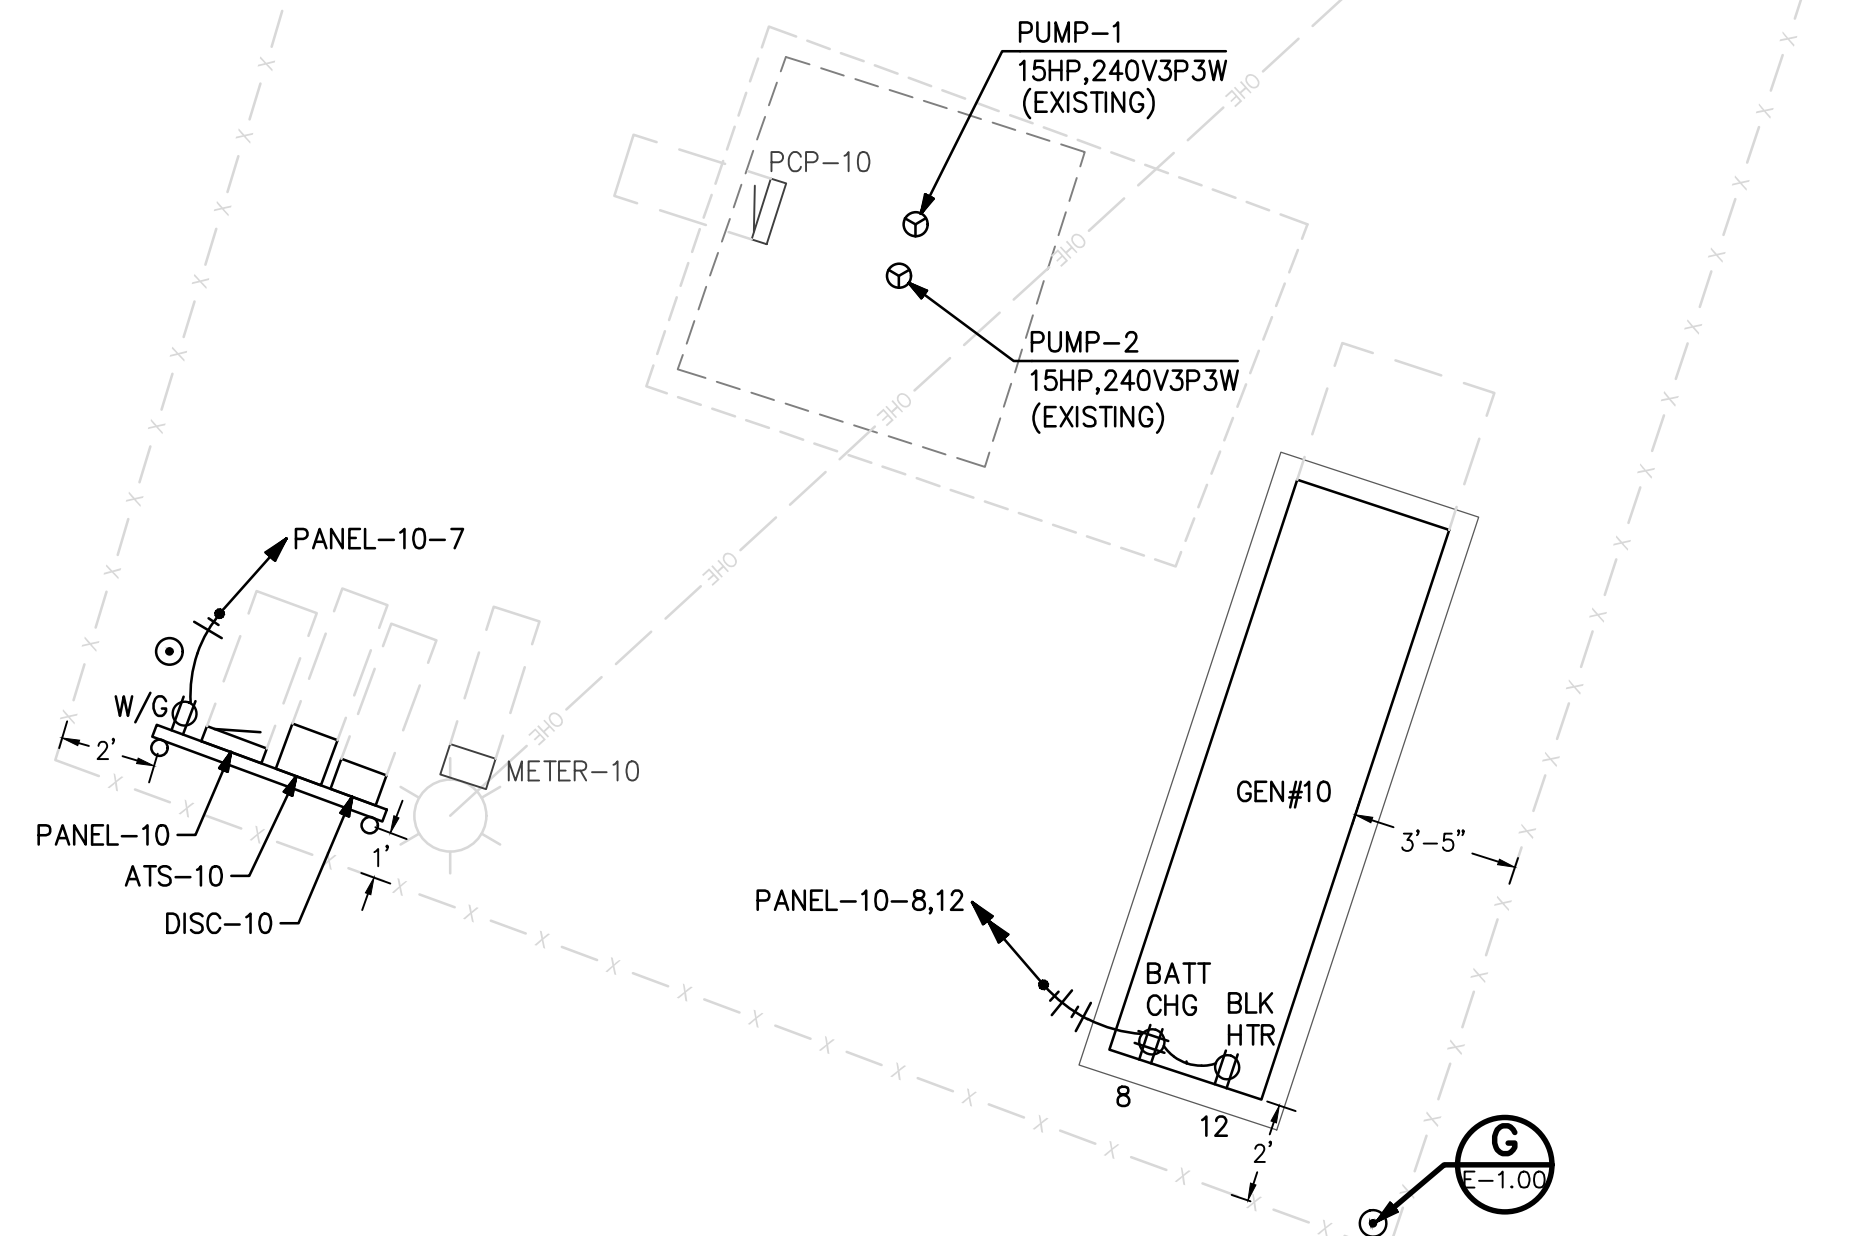 PUMP-1
15HP,240V3P3W
(EXISTING)
OHE
PCP-10
OHE
PUMP-2
15HP,240V3P3W
(EXISTING)
OHE
PANEL-10-7
OHE
W/G
OHE
2'
METER-10
GEN#10
PANEL-10
1'
3'-5"
ATS-10
DISC-10
PANEL-10-8,12
BATT
CHG
BLK
HTR
8
12
2'
G
E-1.00